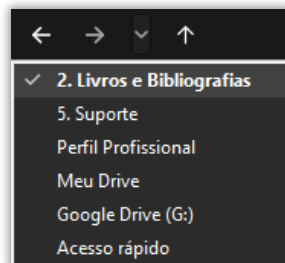 2. Livros e Bibliografias
5. Suporte
Perfil Profissional
Meu Drive
Google Drive (G:)
Acesso rápido